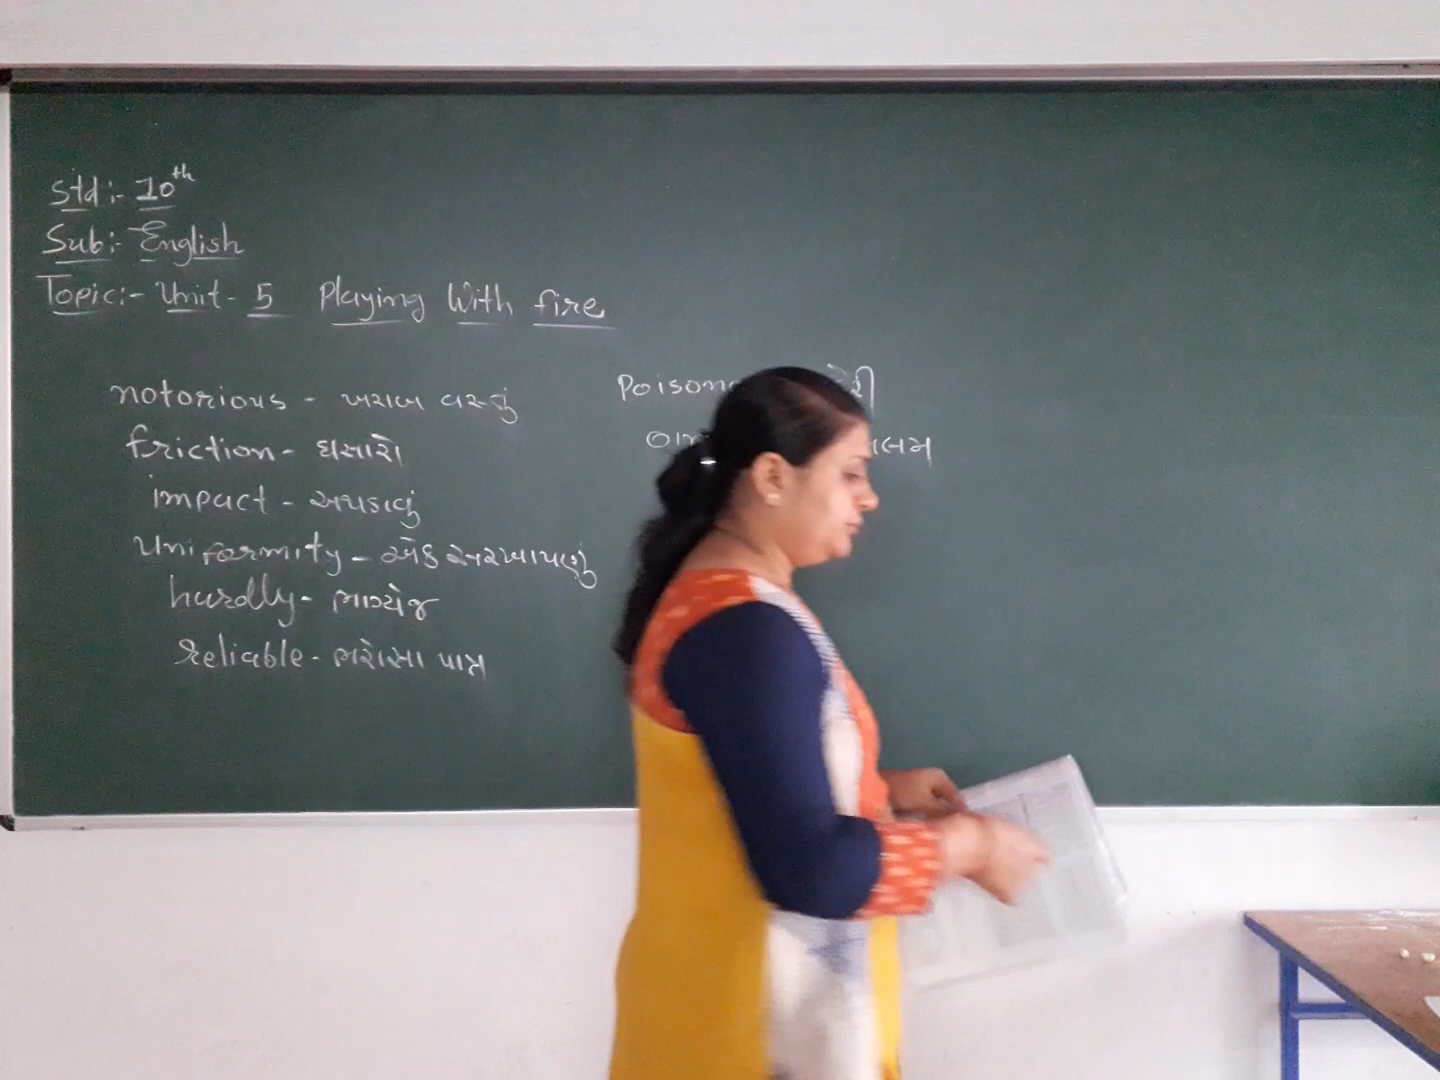 Std:- 10th
Sub:- English
Topic:- Unit- 5 Playing With fire
notorious - ખરાબ વસ્તું
friction - ઘસારો
impact - અથડાવું
Uniformity - એક સરખાપણું
hardly - ભાગ્યેજ
reliable - ભરોસા પાત્ર